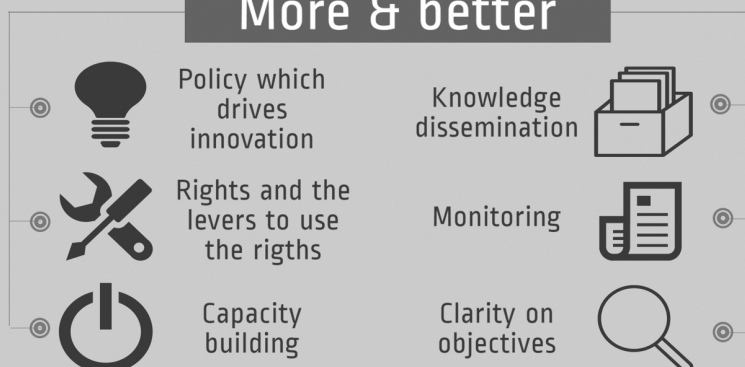 More & better
Policy which
drives
innovation
Knowledge
dissemination
Rights and the
levers to use
the rigths
Monitoring
Capacity
building
Clarity on
objectives